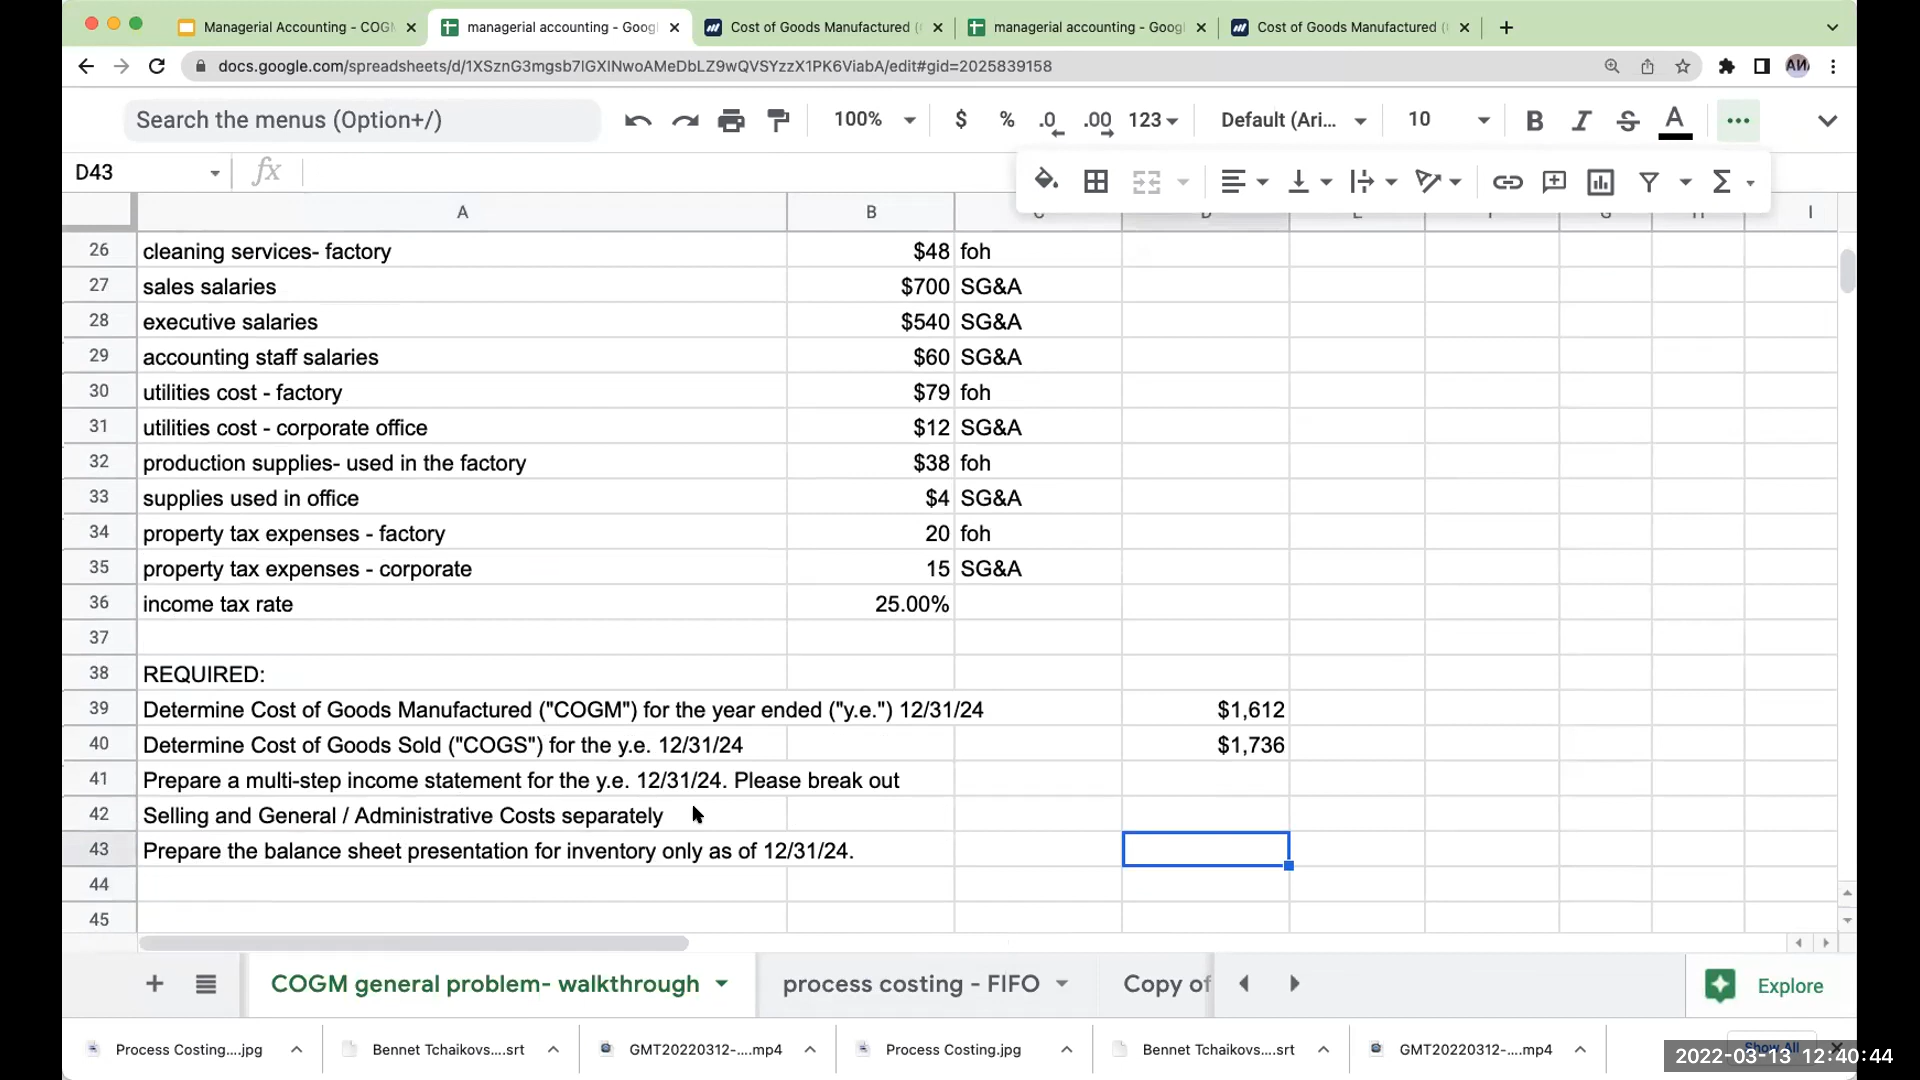 Managerial Accounting - COGM
managerial accounting - Googl
Cost of Goods Manufactured (
managerial accounting - Googl
Cost of Goods Manufactured (
docs.google.com/spreadsheets/d/1XSznG3mgsb7lGXlNwoAMeDbLZ9wQVSYzzX1PK6ViabA/edit#gid=2025839158
Search the menus (Option+/) 100% $ % .0 .00 123 Default (Ari... 10 B I S A
D43 fx
A B C D E F G H I
26 cleaning services- factory $48 foh
27 sales salaries $700 SG&A
28 executive salaries $540 SG&A
29 accounting staff salaries $60 SG&A
30 utilities cost - factory $79 foh
31 utilities cost - corporate office $12 SG&A
32 production supplies- used in the factory $38 foh
33 supplies used in office $4 SG&A
34 property tax expenses - factory 20 foh
35 property tax expenses - corporate 15 SG&A
36 income tax rate 25.00%
37
38 REQUIRED:
39 Determine Cost of Goods Manufactured ("COGM") for the year ended ("y.e.") 12/31/24 $1,612
40 Determine Cost of Goods Sold ("COGS") for the y.e. 12/31/24 $1,736
41 Prepare a multi-step income statement for the y.e. 12/31/24. Please break out
42 Selling and General / Administrative Costs separately
43 Prepare the balance sheet presentation for inventory only as of 12/31/24.
44
45
COGM general problem- walkthrough process costing - FIFO Copy of Explore
Process Costing....jpg Bennet Tchaikovs....srt GMT20220312-....mp4 Process Costing.jpg Bennet Tchaikovs....srt GMT20220312-....mp4 Show All
2022-03-13 12:40:44